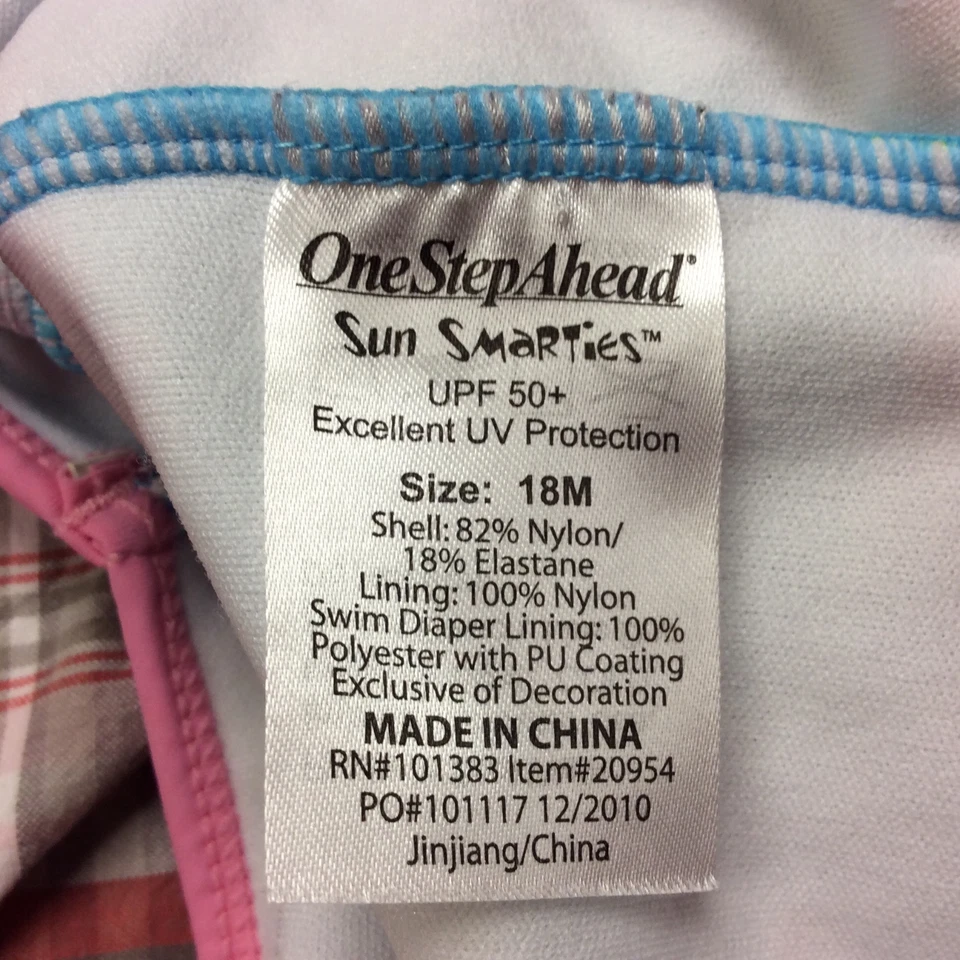 OneStepAhead®
Sun SMaRTieS™
UPF 50+
Excellent UV Protection
Size: 18M
Shell: 82% Nylon/
18% Elastane
Lining: 100% Nylon
Swim Diaper Lining: 100%
Polyester with PU Coating
Exclusive of Decoration
MADE IN CHINA
RN#101383 Item#20954
PO#101117 12/2010
Jinjiang/China